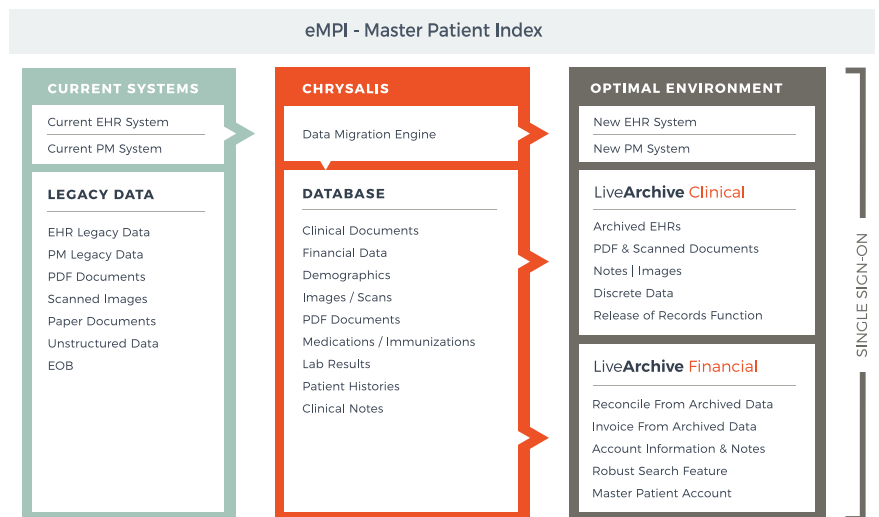 eMPI - Master Patient Index
CURRENT SYSTEMS
Current EHR System
Current PM System
LEGACY DATA
EHR Legacy Data
PM Legacy Data
PDF Documents
Scanned Images
Paper Documents
Unstructured Data
EOB
CHRYSALIS
Data Migration Engine
DATABASE
Clinical Documents
Financial Data
Demographics
Images / Scans
PDF Documents
Medications / Immunizations
Lab Results
Patient Histories
Clinical Notes
OPTIMAL ENVIRONMENT
New EHR System
New PM System
LiveArchive Clinical
Archived EHRs
PDF & Scanned Documents
Notes | Images
Discrete Data
Release of Records Function
LiveArchive Financial
Reconcile From Archived Data
Invoice From Archived Data
Account Information & Notes
Robust Search Feature
Master Patient Account
SINGLE SIGN-ON